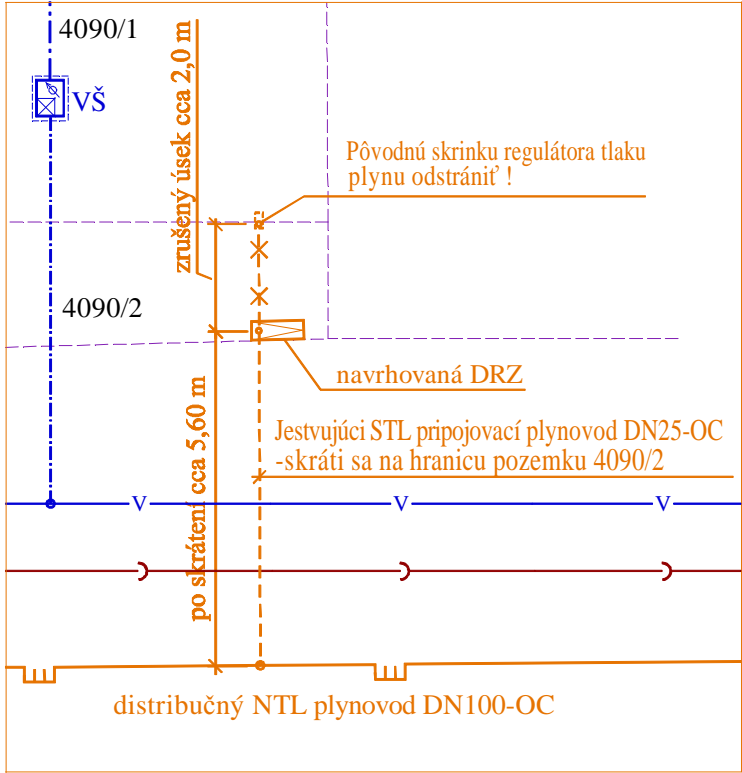 4090/1
VŠ
zrušený úsek cca 2,0 m
Pôvodnú skrinku regulátora tlaku
plynu odstrániť !
4090/2
navrhovaná DRZ
po skrátení cca 5,60 m
Jestvujúci STL pripojovací plynovod DN25-OC
-skráti sa na hranicu pozemku 4090/2
V V V
distribučný NTL plynovod DN100-OC